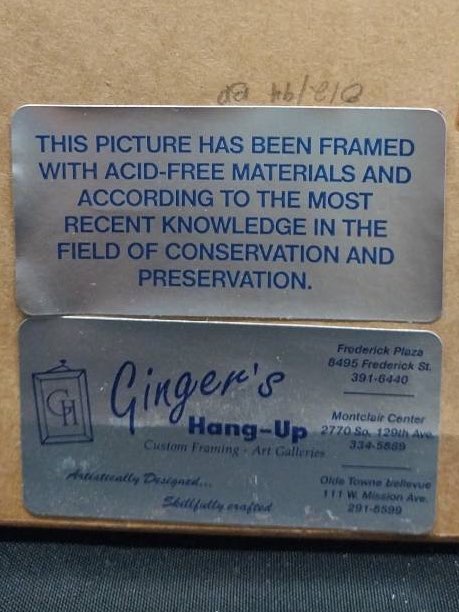 THIS PICTURE HAS BEEN FRAMED
WITH ACID-FREE MATERIALS AND
ACCORDING TO THE MOST
RECENT KNOWLEDGE IN THE
FIELD OF CONSERVATION AND
PRESERVATION.
GH
Ginger's
Hang-Up
Custom Framing - Art Galleries
Artistically Designed...
Skillfully crafted
Frederick Plaza
8495 Frederick St.
391-6440
Montclair Center
2770 So. 129th Ave.
334-5889
Olde Towne bellevue
111 W. Mission Ave.
291-6599